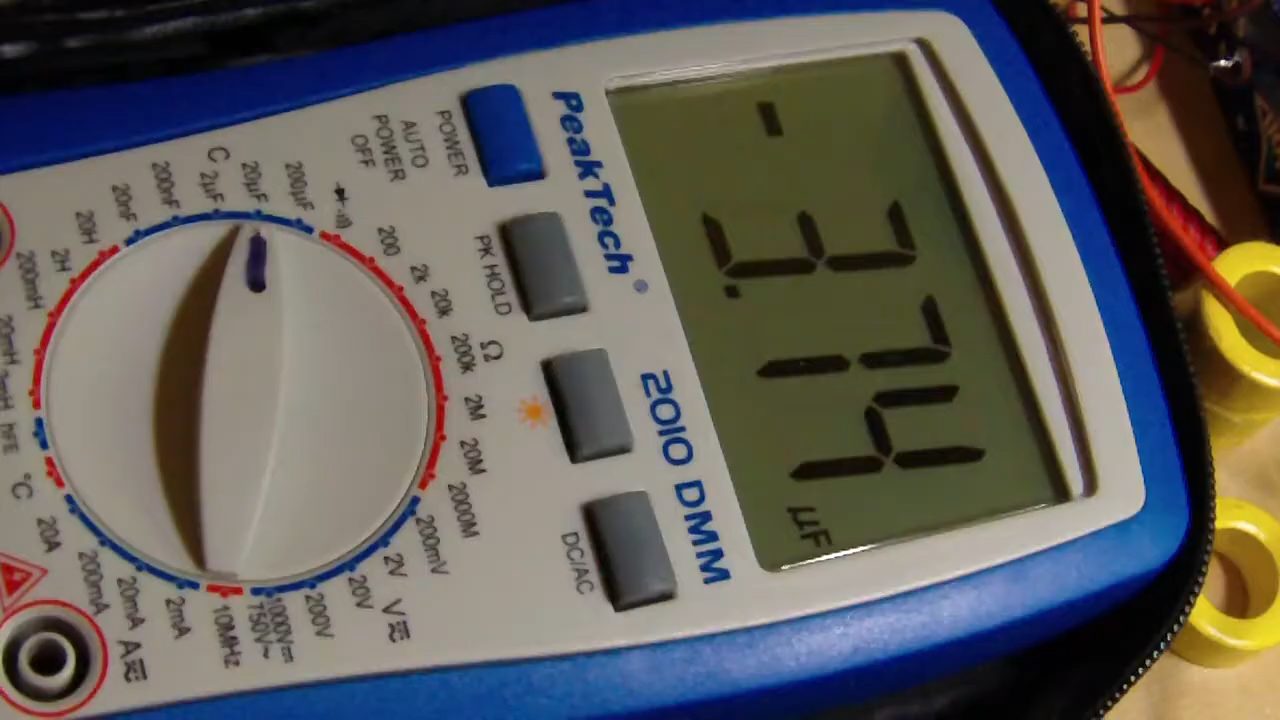 PeakTech®
2010 DMM
- 3.74
µF
POWER
PK HOLD
DC/AC
AUTO
POWER
OFF
Ω
200
2k
20k
200k
2M
20M
2000M
200mV
2V
20V
200V
1000V⎓
750V~
V
10MHz
2mA
20mA
200mA
20A
A
°C
hFE
20mH
200mH
2H
20H
20nF
200nF
C
2µF
20µF
200µF